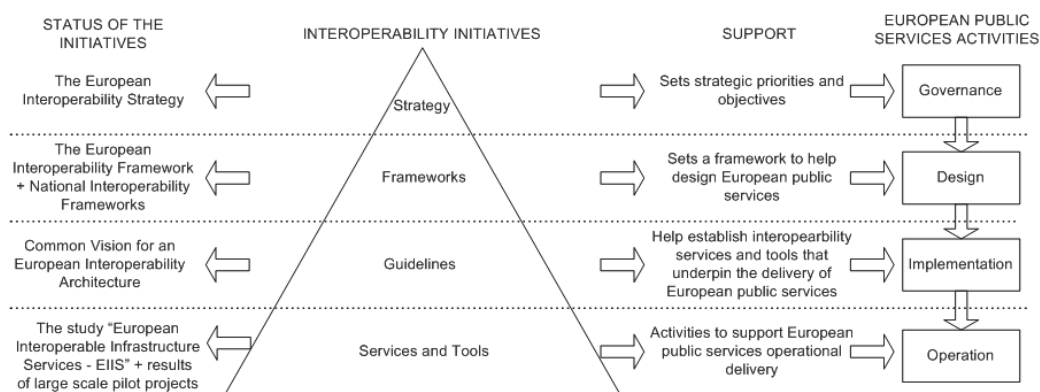 STATUS OF THE
INITIATIVES
INTEROPERABILITY INITIATIVES
SUPPORT
EUROPEAN PUBLIC
SERVICES ACTIVITIES
The European
Interoperability Strategy
Strategy
Sets strategic priorities and
objectives
Governance
The European
Interoperability Framework
+ National Interoperability
Frameworks
Frameworks
Sets a framework to help
design European public
services
Design
Common Vision for an
European Interoperability
Architecture
Guidelines
Help establish interopearbility
services and tools that
underpin the delivery of
European public services
Implementation
The study “European
Interoperable Infrastructure
Services - EIIS” + results
of large scale pilot projects
Services and Tools
Activities to support European
public services operational
delivery
Operation